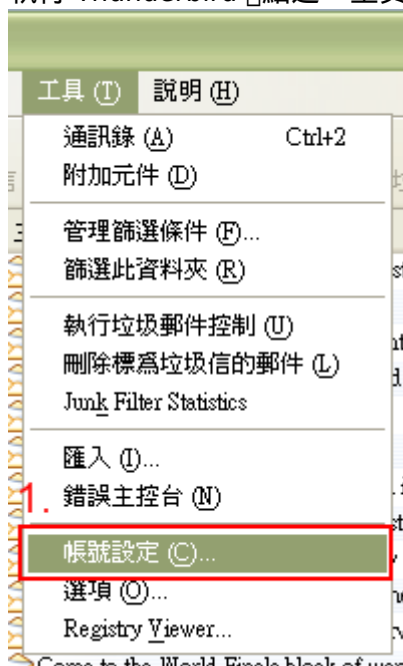 執行 Thunderbird 點選
工具 (T) 說明 (H)
通訊錄 (A) Ctrl+2
附加元件 (D)
管理篩選條件 (F)...
篩選此資料夾 (R)
執行垃圾郵件控制 (U)
刪除標為垃圾信的郵件 (L)
Junk Filter Statistics
匯入 (I)...
1. 錯誤主控台 (N)
帳號設定 (C)...
選項 (O)...
Registry Viewer...
Come to the World Finals block of